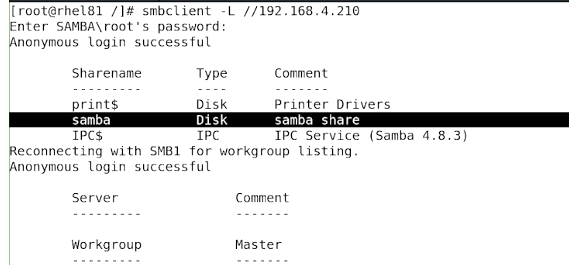 [root@rhel81 /]# smbclient -L //192.168.4.210
Enter SAMBA\root's password:
Anonymous login successful
Sharename Type Comment
--------- ---- -------
print$ Disk Printer Drivers
samba Disk samba share
IPC$ IPC IPC Service (Samba 4.8.3)
Reconnecting with SMB1 for workgroup listing.
Anonymous login successful
Server Comment
--------- -------
Workgroup Master
--------- -------